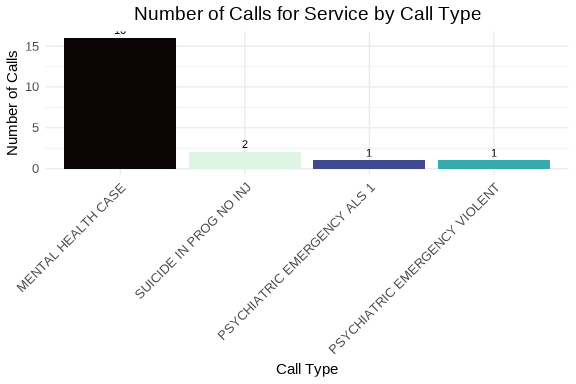 Number of Calls for Service by Call Type
Number of Calls
15
10
5
0
2
1
1
MENTAL HEALTH CASE
SUICIDE IN PROG NO INJ
PSYCHIATRIC EMERGENCY ALS 1
PSYCHIATRIC EMERGENCY VIOLENT
Call Type